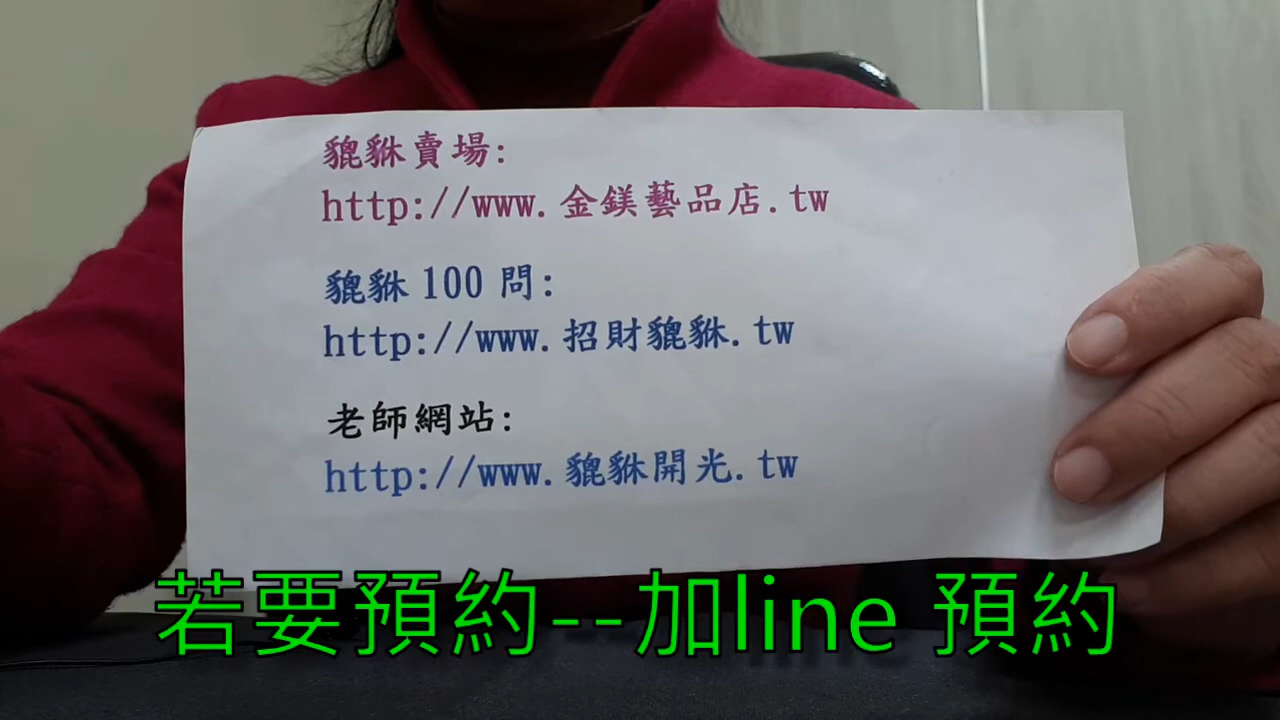 貔貅賣場:
http://www.金鎂藝品店.tw
貔貅100問:
http://www.招財貔貅.tw
老師網站:
http://www.貔貅開光.tw
若要預約--加line 預約